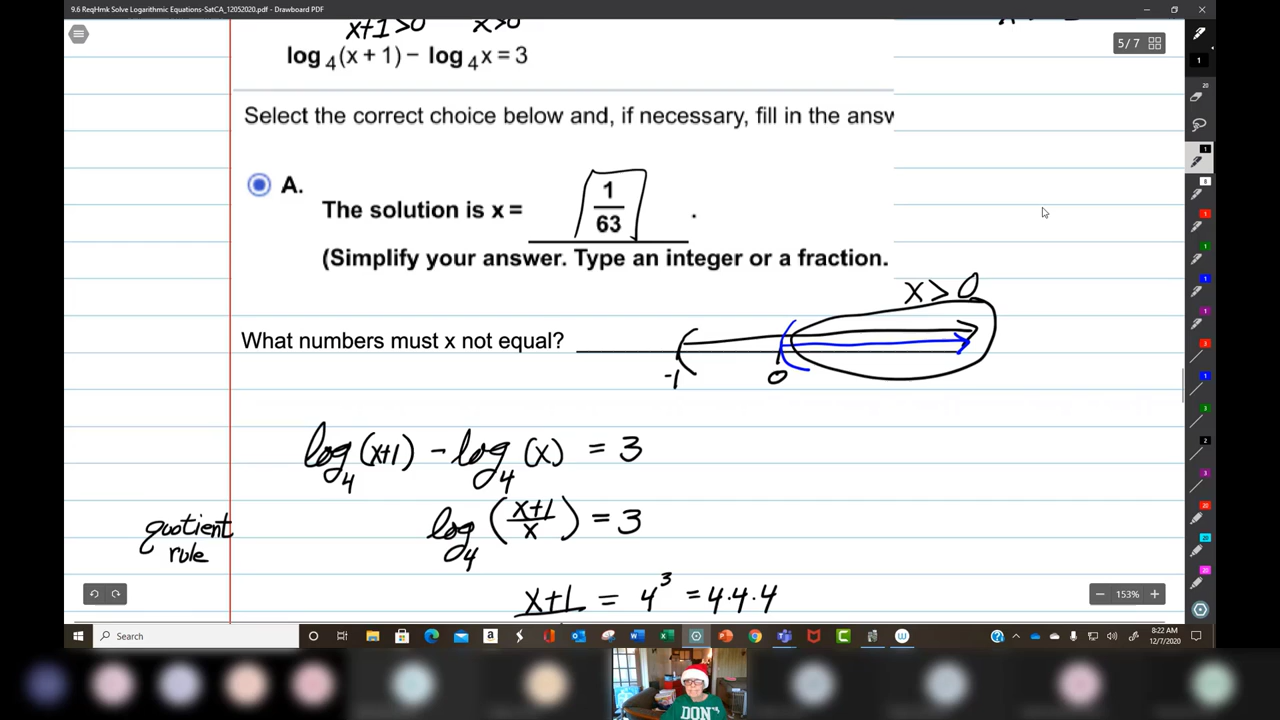 9.6 ReqHmk Solve Logarithmic Equations-SatCA_12052020.pdf - Drawboard PDF
x+1>0 x>0
5/7
log 4(x + 1) − log 4x = 3
Select the correct choice below and, if necessary, fill in the answ
A.
The solution is x = 1/63.
(Simplify your answer. Type an integer or a fraction.
x > 0
What numbers must x not equal?
-1 0
log4(x+1) - log4(x) = 3
log4(x+1/x) = 3
quotient
rule
x+1 = 4^3 = 4·4·4
153%
Search
8:22 AM
12/7/2020
DON